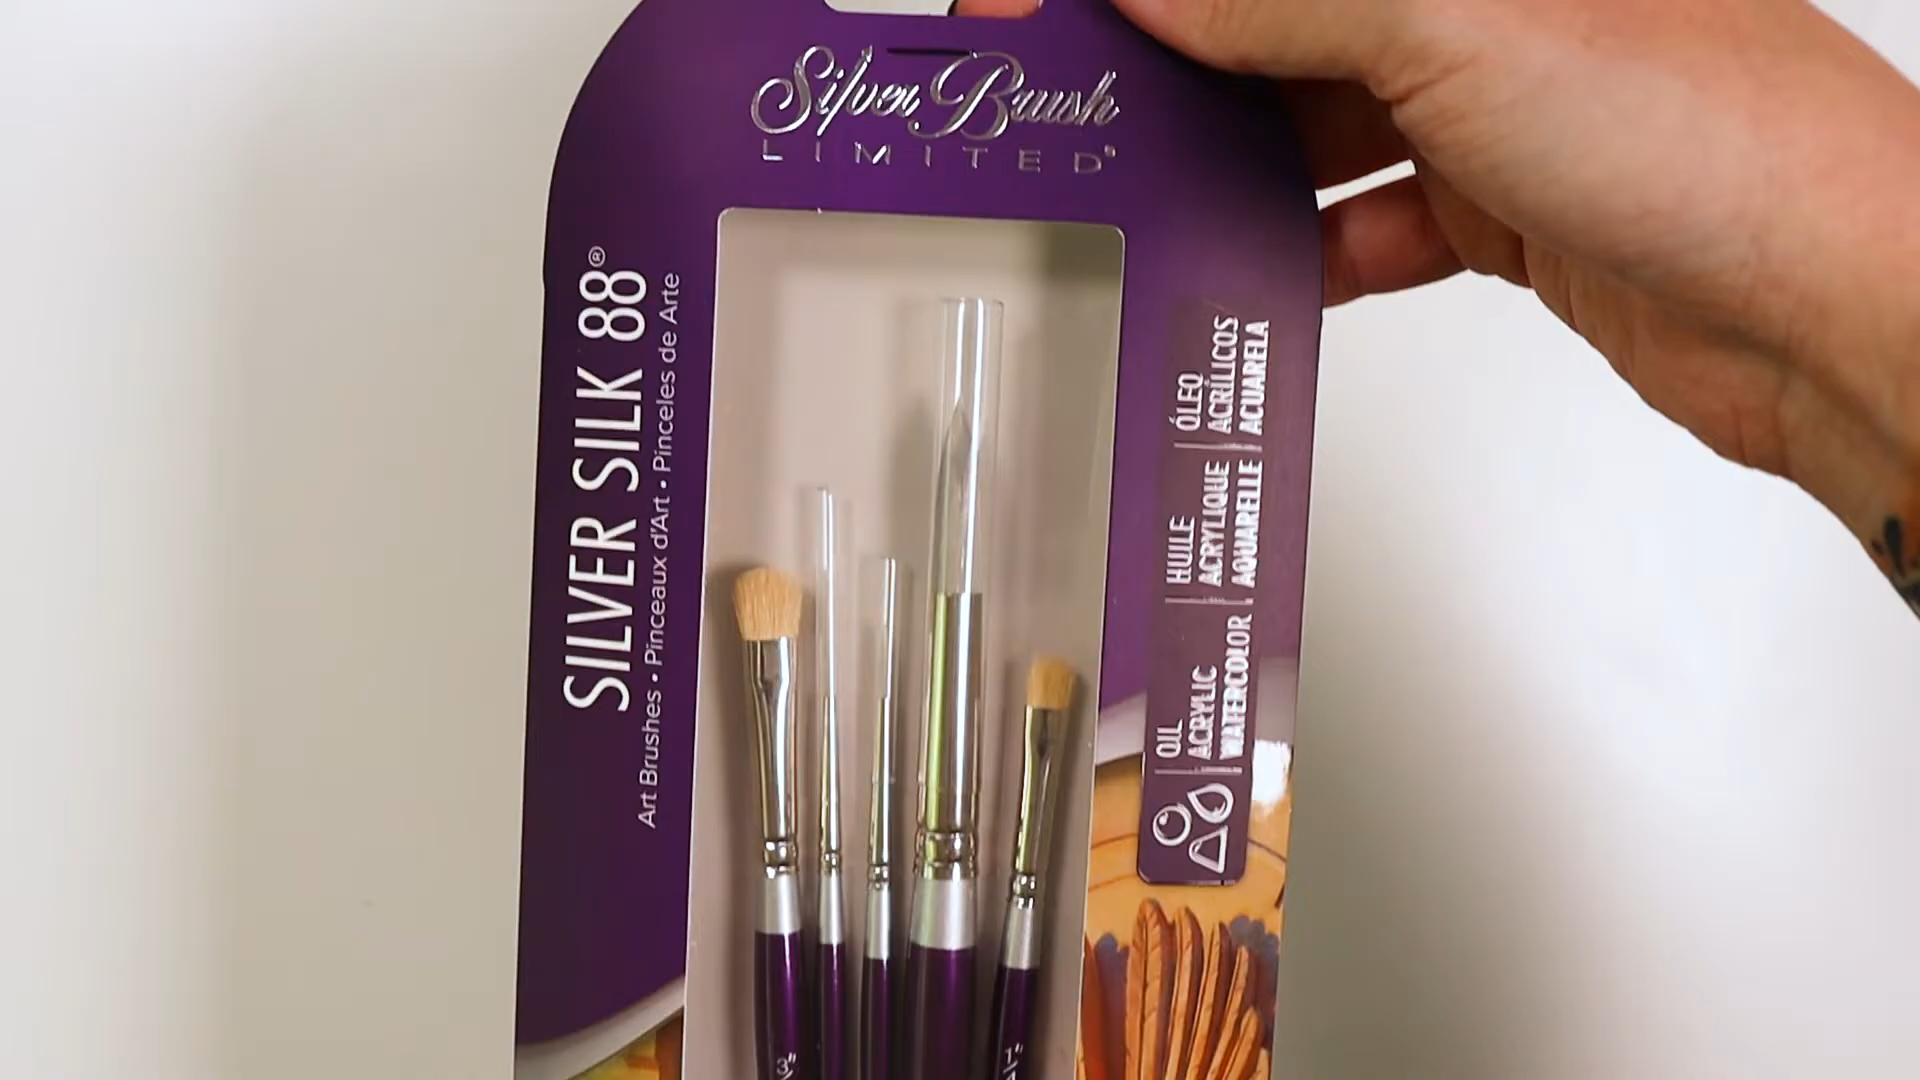 Silver Brush
LIMITED®
SILVER SILK 88®
Art Brushes • Pinceaux d'Art • Pinceles de Arte
OIL | HUILE | ÓLEO
ACRYLIC | ACRYLIQUE | ACRÍLICOS
WATERCOLOR | AQUARELLE | ACUARELA